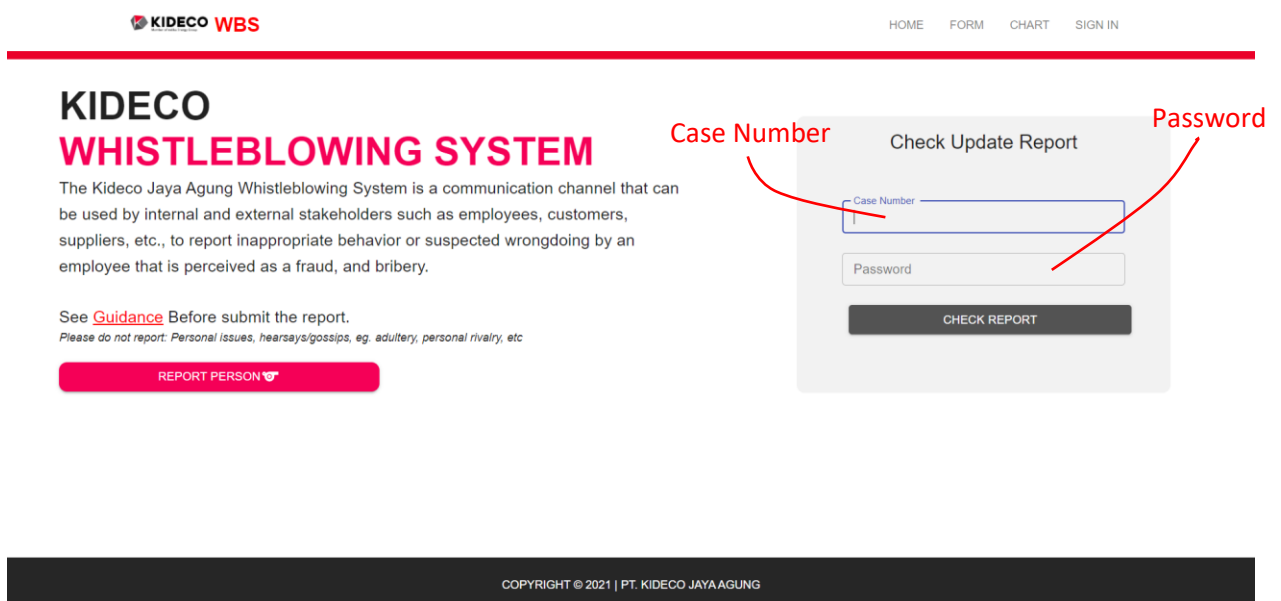 KIDECO WBS
HOME FORM CHART SIGN IN
KIDECO
WHISTLEBLOWING SYSTEM
The Kideco Jaya Agung Whistleblowing System is a communication channel that can
be used by internal and external stakeholders such as employees, customers,
suppliers, etc., to report inappropriate behavior or suspected wrongdoing by an
employee that is perceived as a fraud, and bribery.
See Guidance Before submit the report.
Please do not report: Personal issues, hearsays/gossips, eg. adultery, personal rivalry, etc
REPORT PERSON
Case Number
Password
Check Update Report
Case Number
Password
CHECK REPORT
COPYRIGHT © 2021 | PT. KIDECO JAYA AGUNG